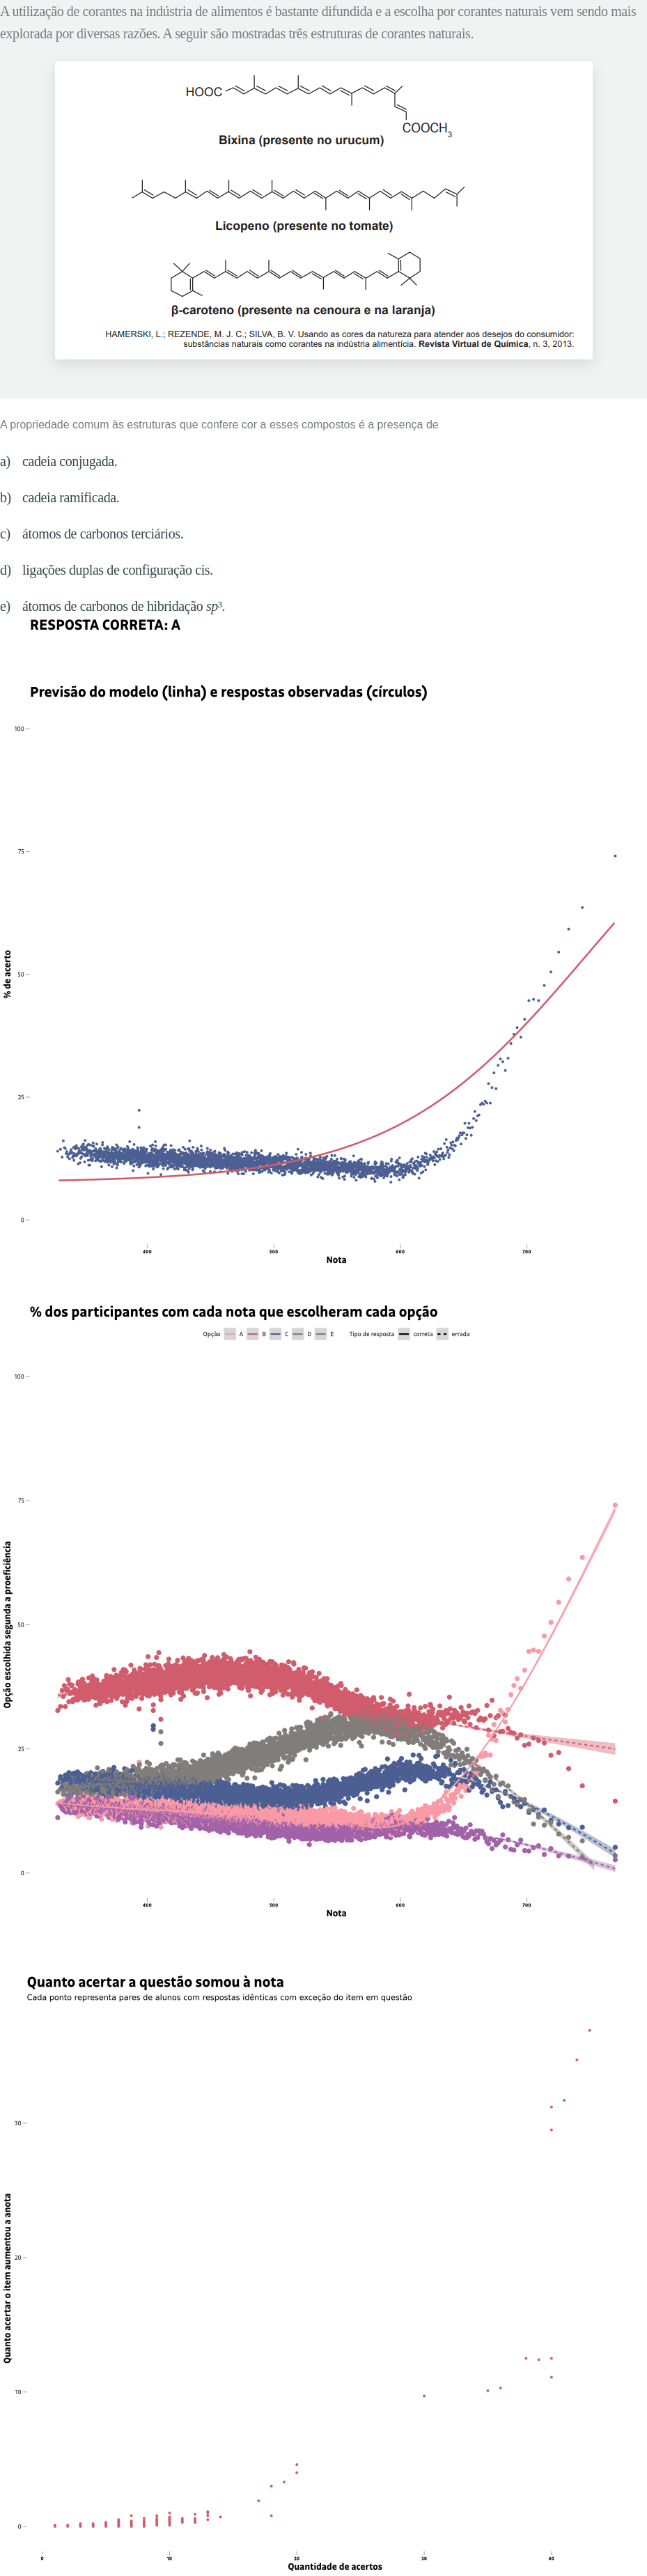 A utilização de corantes na indústria de alimentos é bastante difundida e a escolha por corantes naturais vem sendo mais
explorada por diversas razões. A seguir são mostradas três estruturas de corantes naturais.
HOOC
COOCH3
Bixina (presente no urucum)
Licopeno (presente no tomate)
β-caroteno (presente na cenoura e na laranja)
HAMERSKI, L.; REZENDE, M. J. C.; SILVA, B. V. Usando as cores da natureza para atender aos desejos do consumidor:
substâncias naturais como corantes na indústria alimentícia. Revista Virtual de Química, n. 3, 2013.
A propriedade comum às estruturas que confere cor a esses compostos é a presença de
a) cadeia conjugada.
b) cadeia ramificada.
c) átomos de carbonos terciários.
d) ligações duplas de configuração cis.
e) átomos de carbonos de hibridação sp³.
RESPOSTA CORRETA: A
Previsão do modelo (linha) e respostas observadas (círculos)
100
75
50
25
0
% de acerto
400 500 600 700
Nota
% dos participantes com cada nota que escolheram cada opção
Opção A B C D E Tipo de resposta correta errada
100
75
50
25
0
Opção escolhida segunda a proeficiência
400 500 600 700
Nota
Quanto acertar a questão somou à nota
Cada ponto representa pares de alunos com respostas idênticas com exceção do item em questão
30
20
10
0
Quanto acertar o item aumentou a anota
0 10 20 30 40
Quantidade de acertos